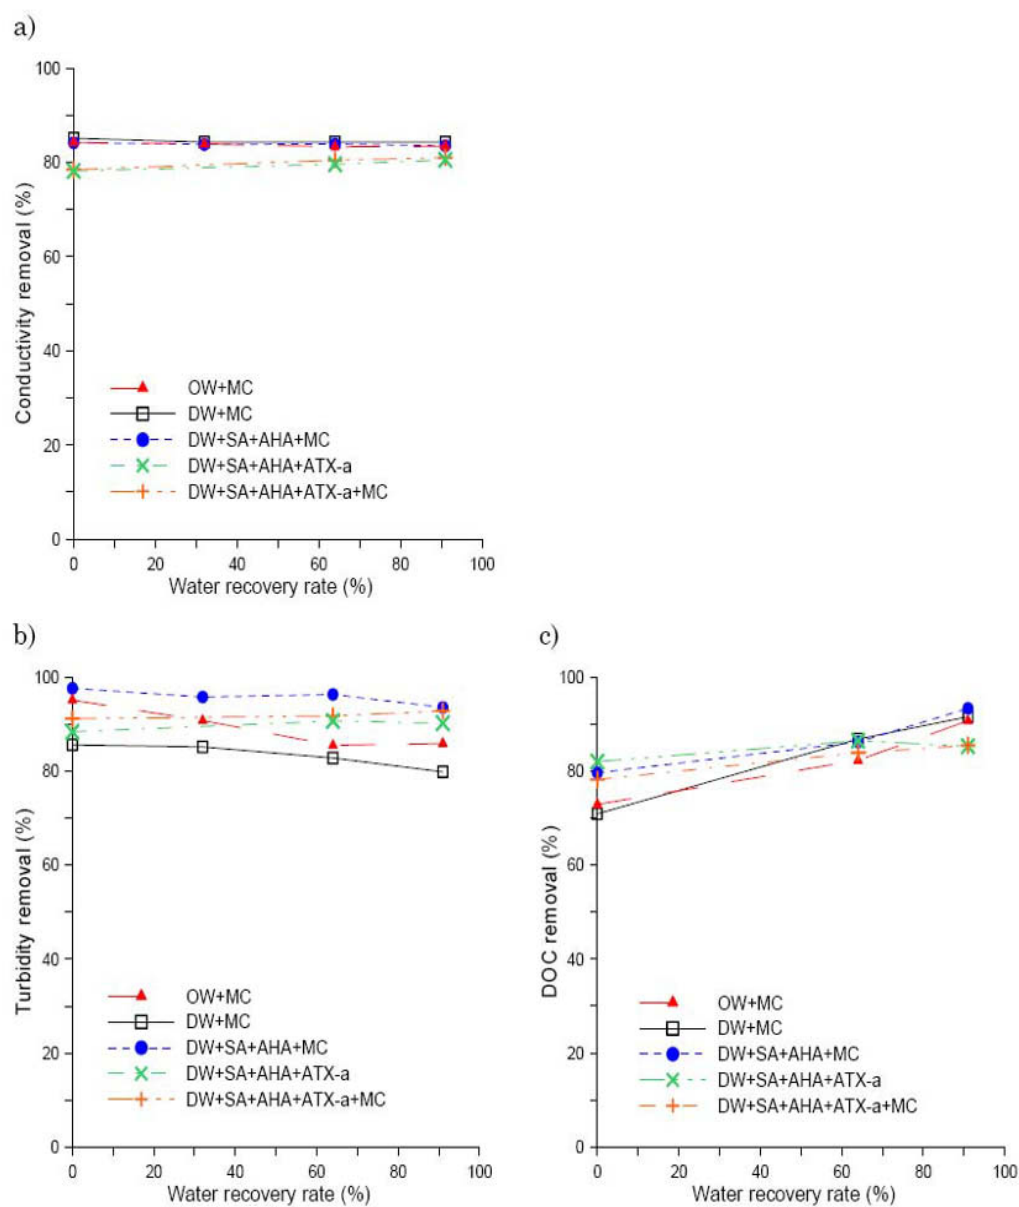 a)
100
80
60
40
20
0
Conductivity removal (%)
OW+MC
DW+MC
DW+SA+AHA+MC
DW+SA+AHA+ATX-a
DW+SA+AHA+ATX-a+MC
0 20 40 60 80 100
Water recovery rate (%)
b)
100
80
60
40
20
0
Turbidity removal (%)
OW+MC
DW+MC
DW+SA+AHA+MC
DW+SA+AHA+ATX-a
DW+SA+AHA+ATX-a+MC
0 20 40 60 80 100
Water recovery rate (%)
c)
100
80
60
40
20
0
DOC removal (%)
OW+MC
DW+MC
DW+SA+AHA+MC
DW+SA+AHA+ATX-a
DW+SA+AHA+ATX-a+MC
0 20 40 60 80 100
Water recovery rate (%)